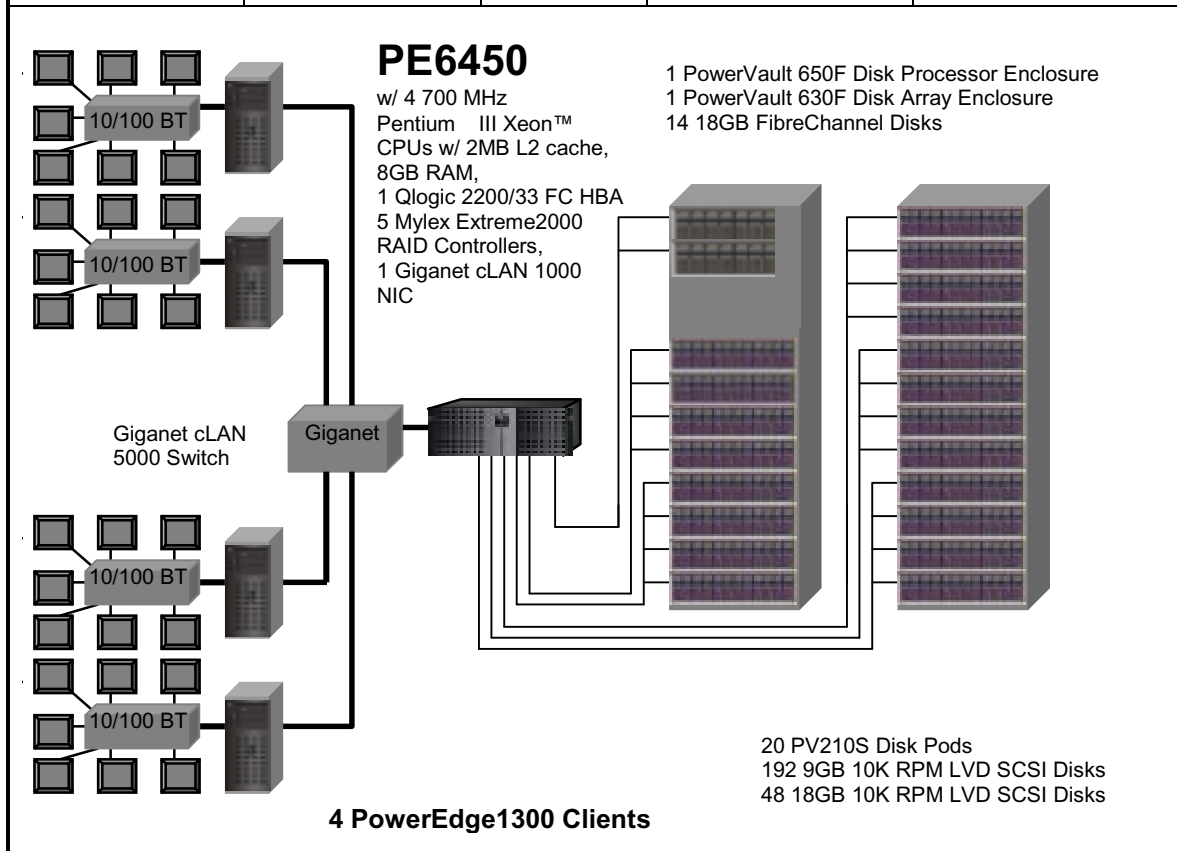 PE6450
w/ 4 700 MHz
Pentium III Xeon™
CPUs w/ 2MB L2 cache,
8GB RAM,
1 Qlogic 2200/33 FC HBA
5 Mylex Extreme2000
RAID Controllers,
1 Giganet cLAN 1000
NIC
1 PowerVault 650F Disk Processor Enclosure
1 PowerVault 630F Disk Array Enclosure
14 18GB FibreChannel Disks
10/100 BT
10/100 BT
Giganet cLAN
5000 Switch
Giganet
10/100 BT
10/100 BT
20 PV210S Disk Pods
192 9GB 10K RPM LVD SCSI Disks
48 18GB 10K RPM LVD SCSI Disks
4 PowerEdge1300 Clients